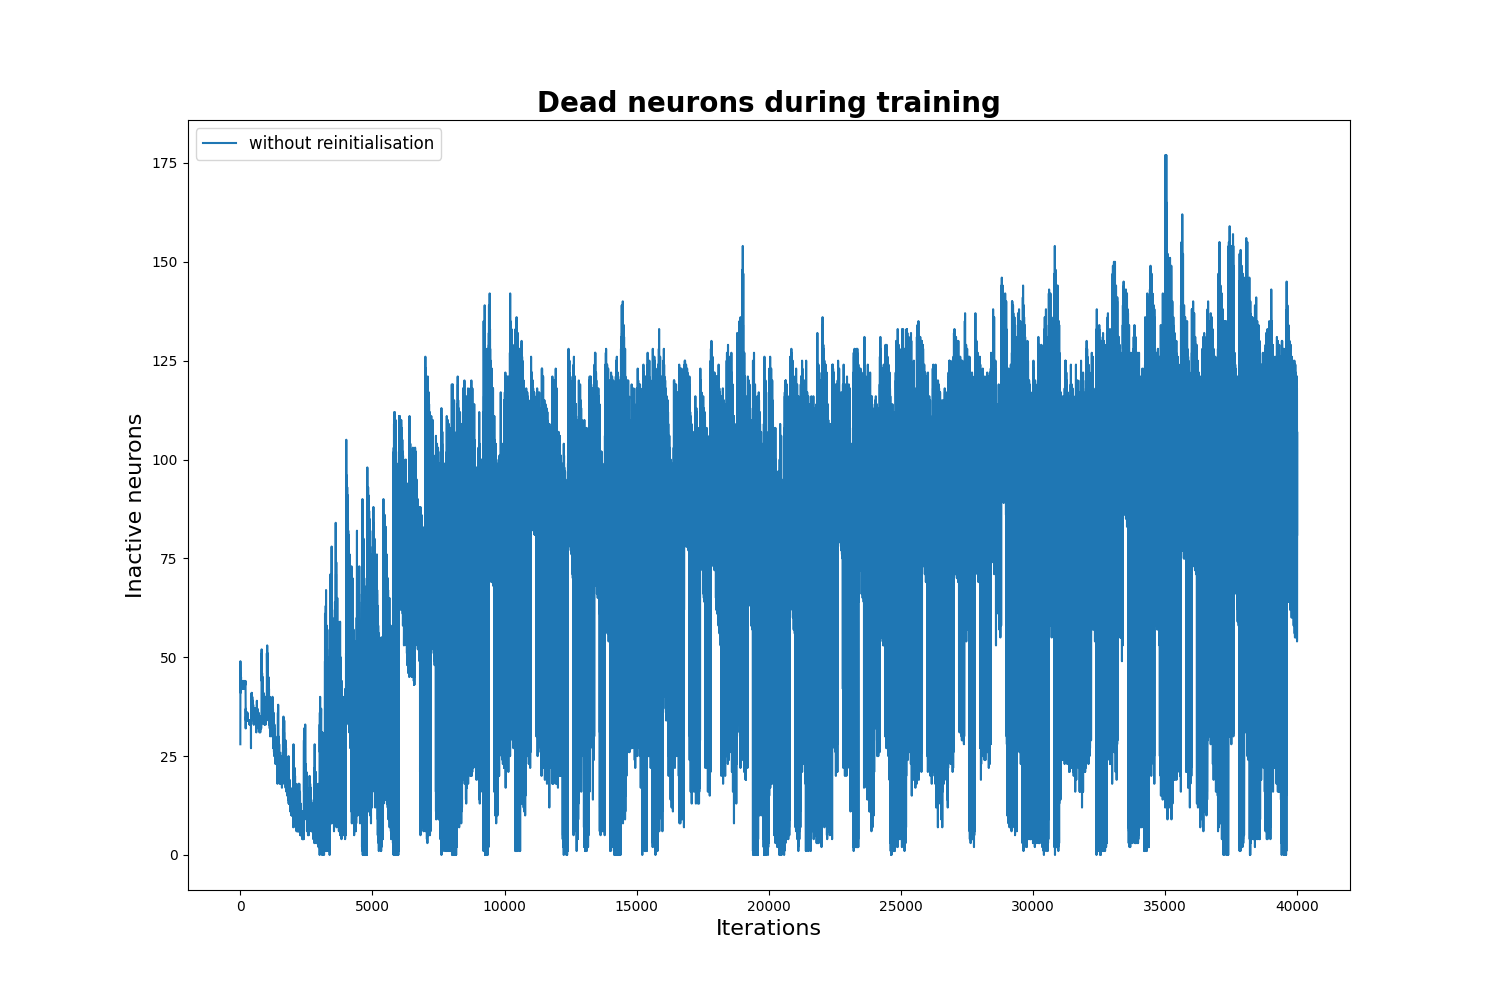 Dead neurons during training
without reinitialisation
Inactive neurons
175
150
125
100
75
50
25
0
0 5000 10000 15000 20000 25000 30000 35000 40000
Iterations